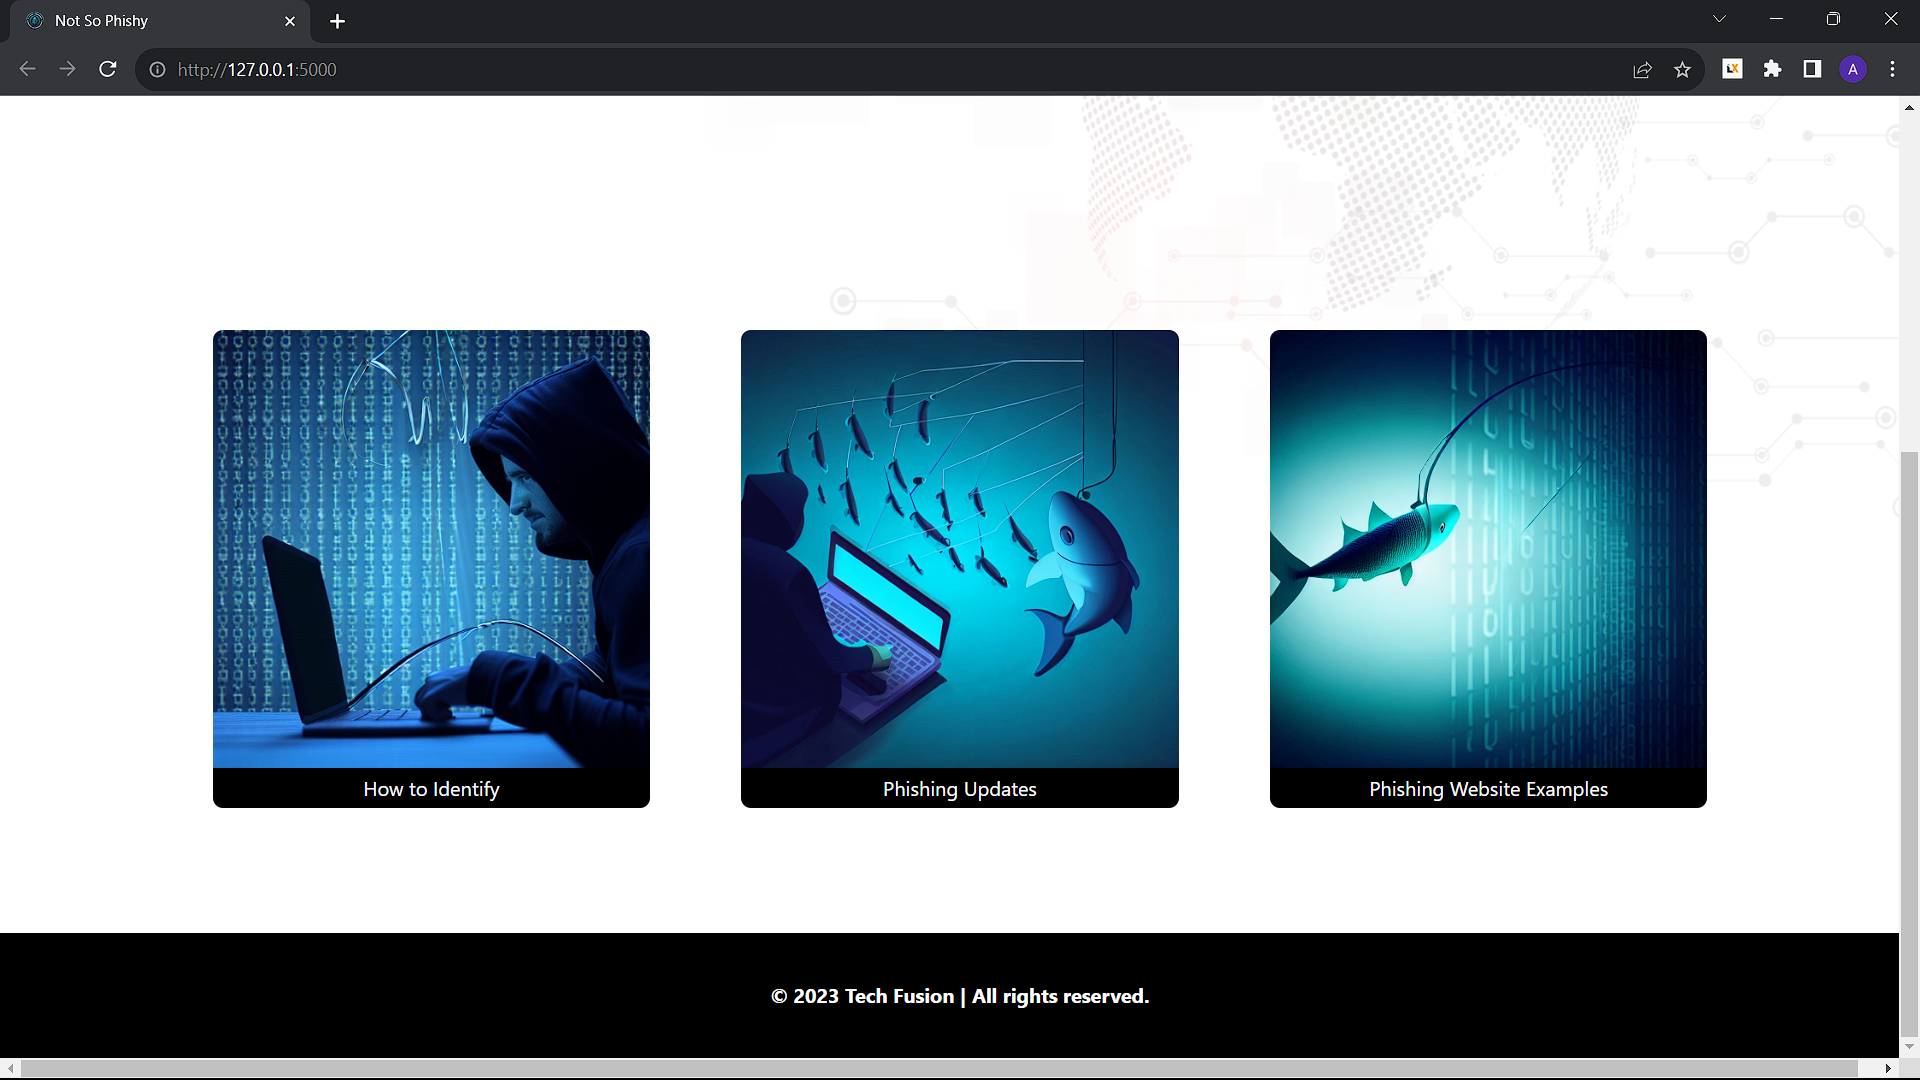 Not So Phishy
http://127.0.0.1:5000
A
How to Identify
Phishing Updates
Phishing Website Examples
© 2023 Tech Fusion | All rights reserved.